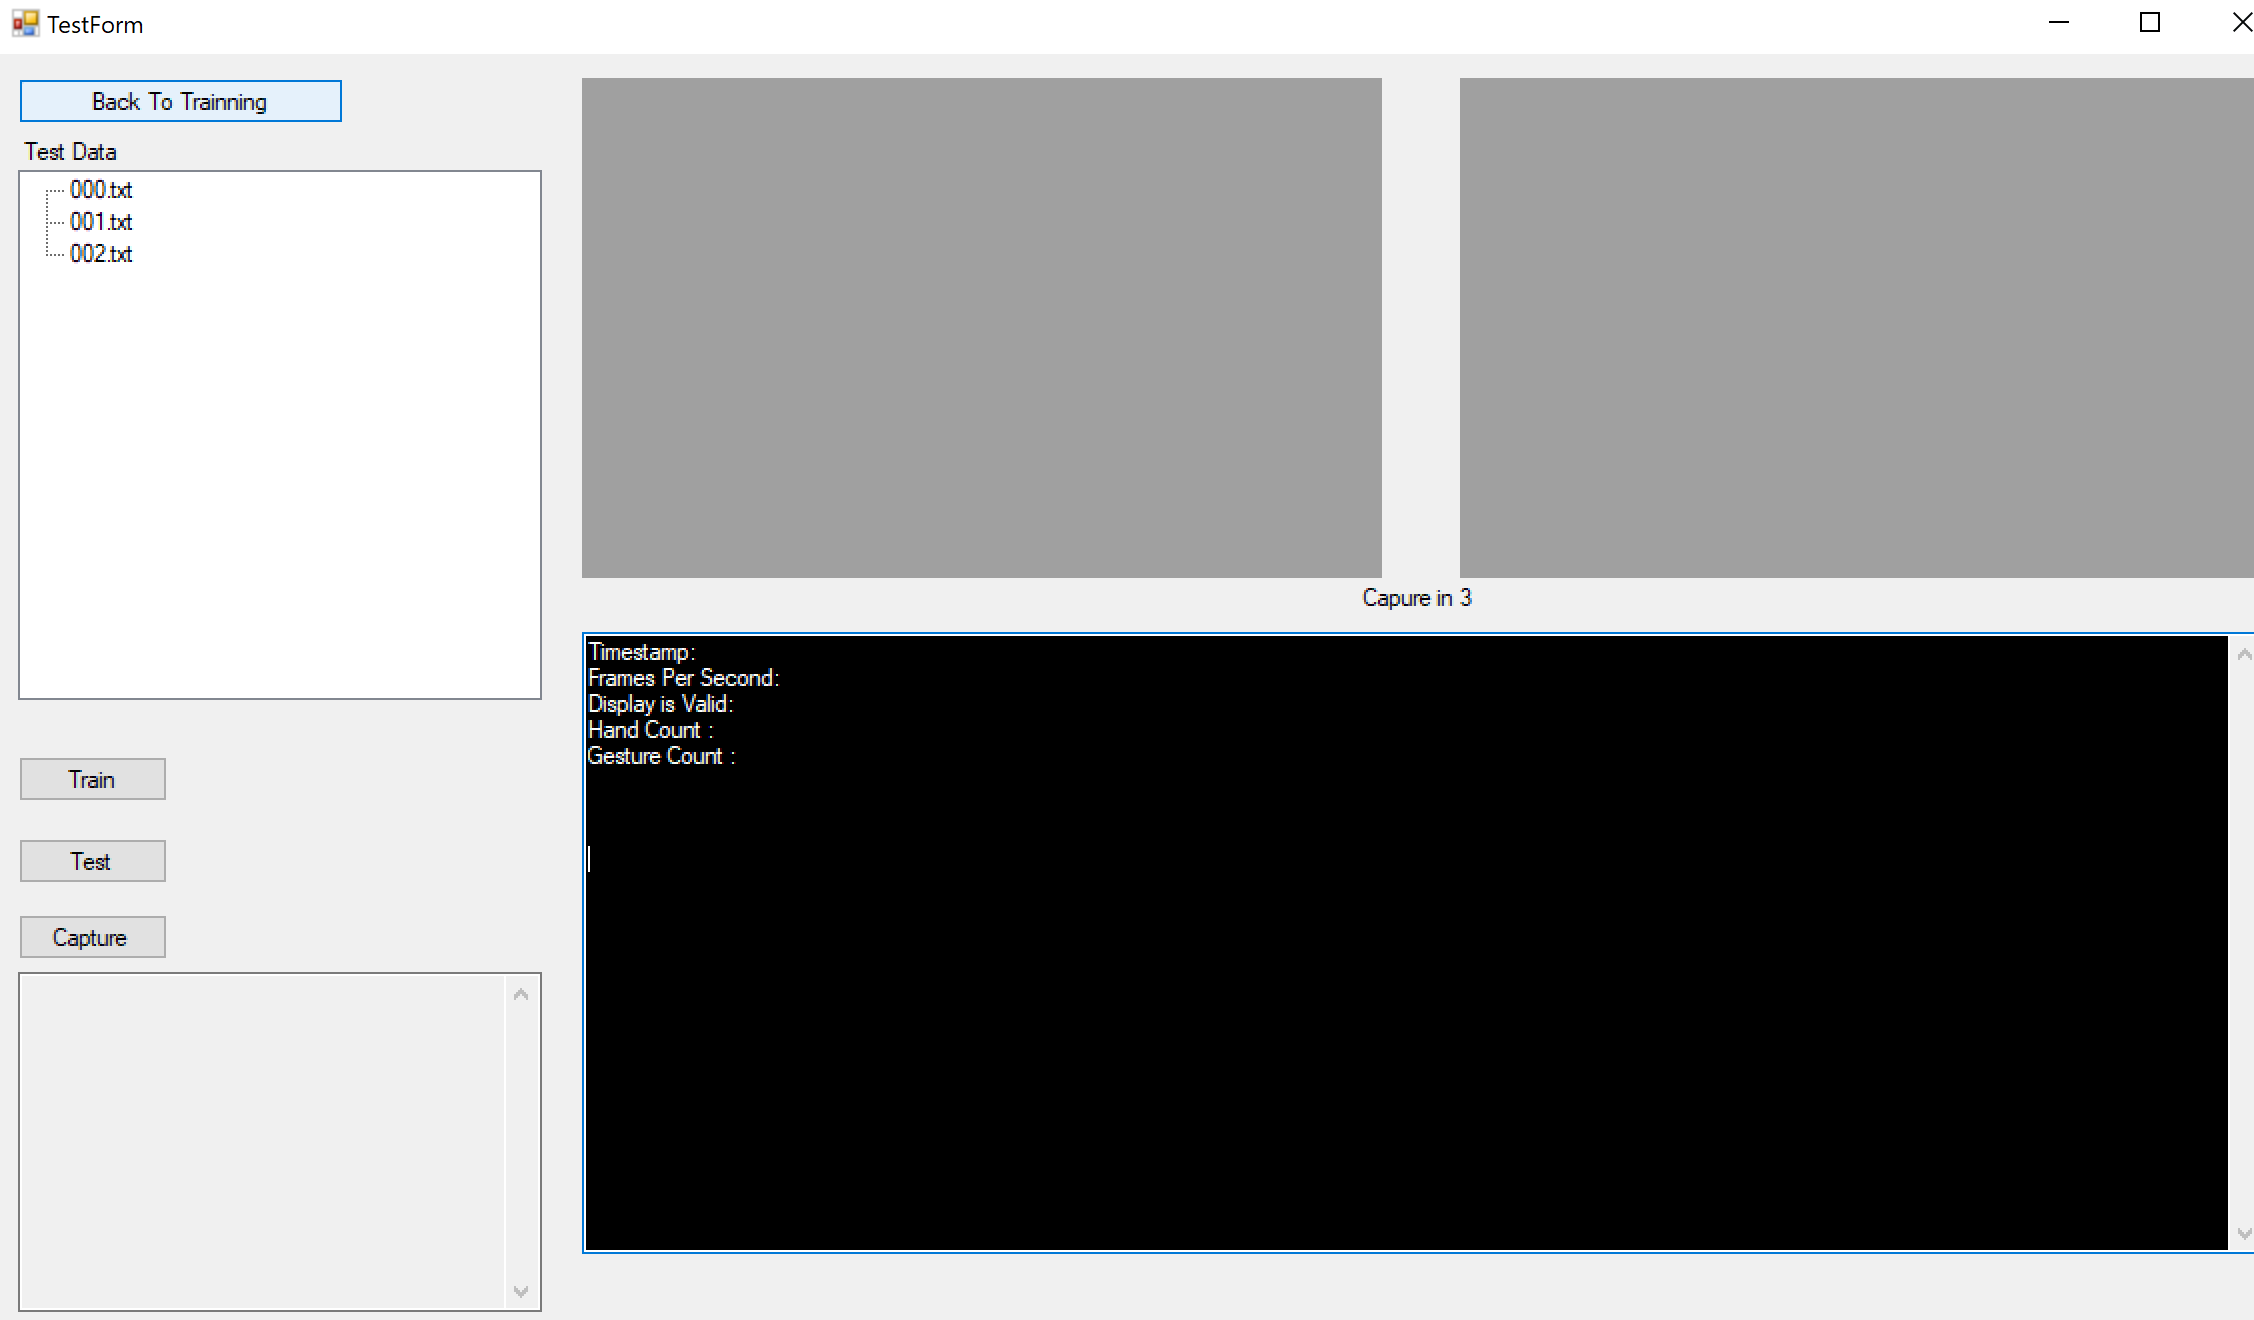 TestForm
Back To Trainning
Test Data
000.txt
001.txt
002.txt
Train
Test
Capture
Capure in 3
Timestamp:
Frames Per Second:
Display is Valid:
Hand Count :
Gesture Count :